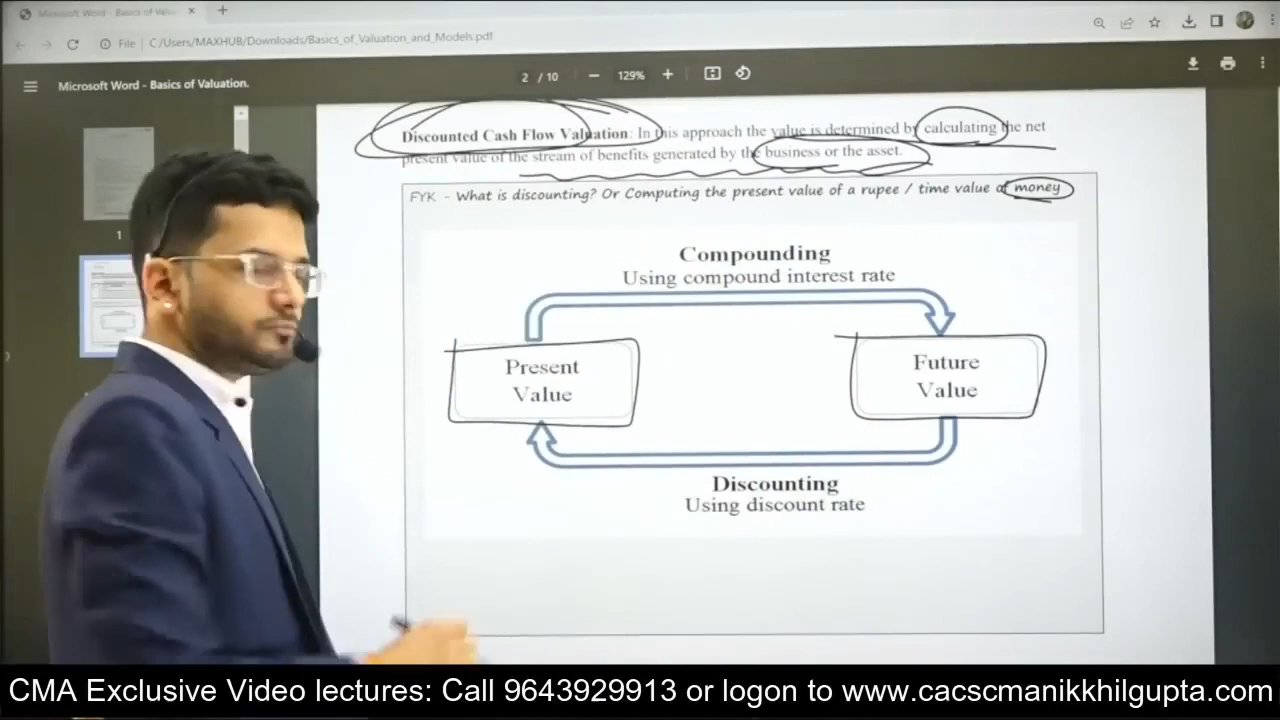 Microsoft Word - Basics of Valu
File | C:/Users/MAXHUB/Downloads/Basics_of_Valuation_and_Models.pdf
Microsoft Word - Basics of Valuation.
2 / 10
129%
1
Discounted Cash Flow Valuation: In this approach the value is determined by calculating the net
present value of the stream of benefits generated by the business or the asset.
FYK - What is discounting? Or Computing the present value of a rupee / time value of money
Compounding
Using compound interest rate
Present
Value
Future
Value
Discounting
Using discount rate
CMA Exclusive Video lectures: Call 9643929913 or logon to www.cacscmanikkhilgupta.com